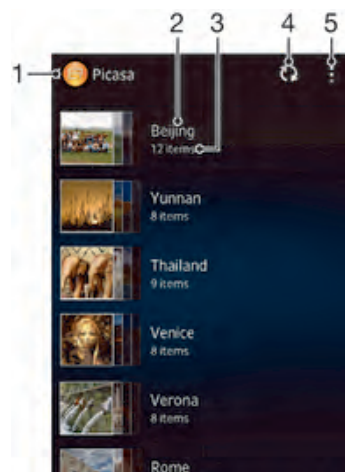 2 3 4 5
1 Picasa
Beijing
12 items
Yunnan
8 items
Thailand
9 items
Venice
8 items
Verona
8 items
Rome